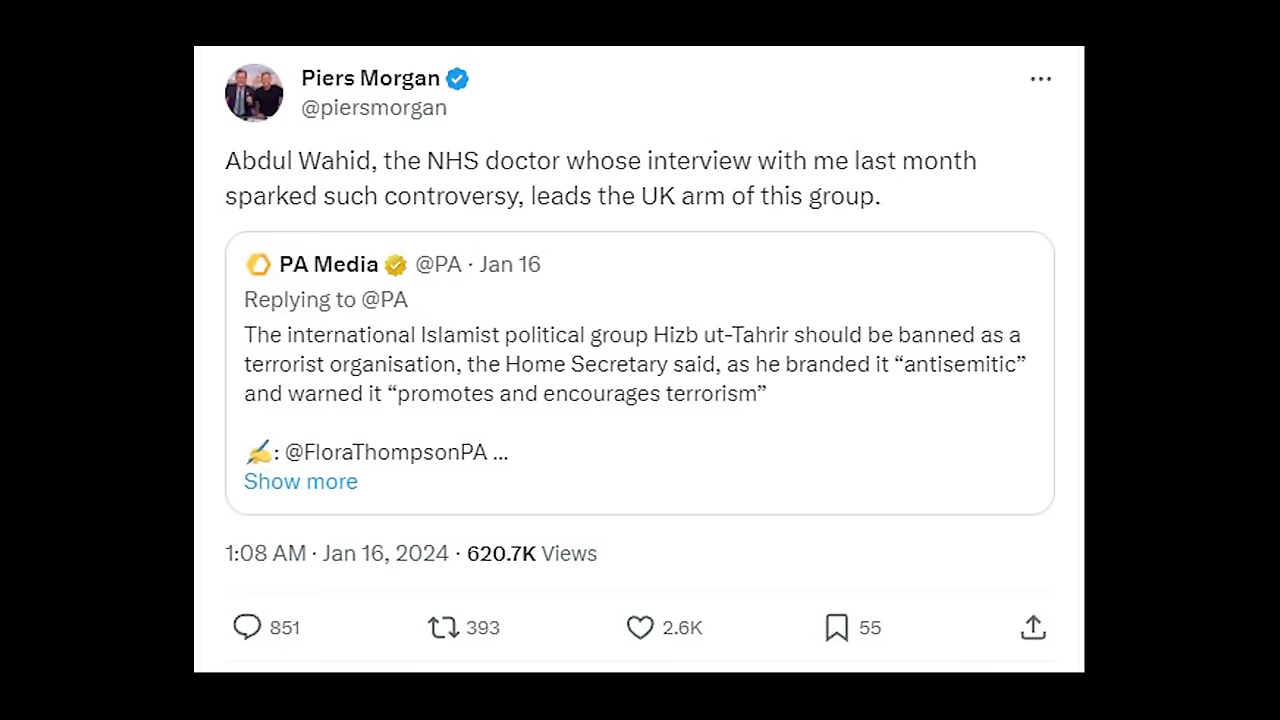 Piers Morgan
@piersmorgan
Abdul Wahid, the NHS doctor whose interview with me last month
sparked such controversy, leads the UK arm of this group.
PA Media @PA · Jan 16
Replying to @PA
The international Islamist political group Hizb ut-Tahrir should be banned as a
terrorist organisation, the Home Secretary said, as he branded it “antisemitic”
and warned it “promotes and encourages terrorism”
✍️: @FloraThompsonPA ...
Show more
1:08 AM · Jan 16, 2024 · 620.7K Views
851 393 2.6K 55